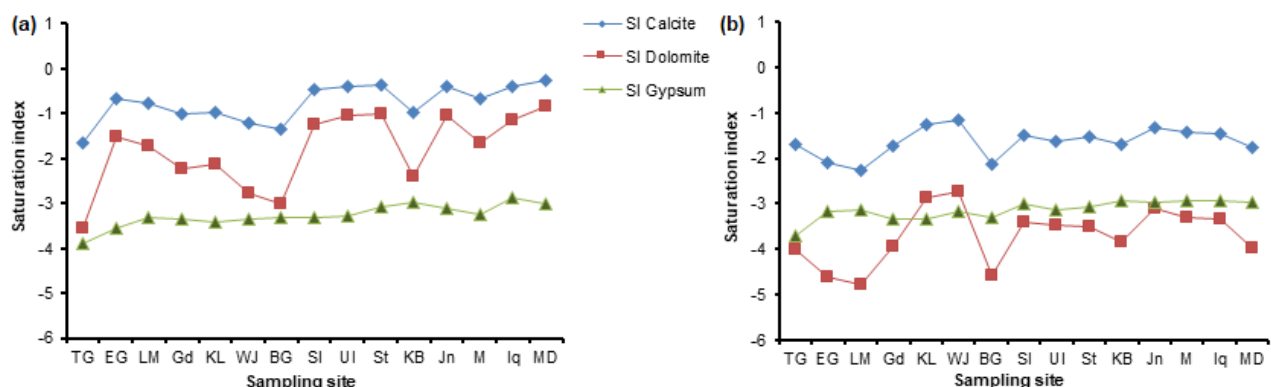 (a)
Saturation index
1
0
-1
-2
-3
-4
-5
-6
TG EG LM Gd KL WJ BG SI UI St KB Jn M Iq MD
Sampling site
SI Calcite
SI Dolomite
SI Gypsum
(b)
Saturation index
1
0
-1
-2
-3
-4
-5
-6
TG EG LM Gd KL WJ BG SI UI St KB Jn M Iq MD
Sampling site